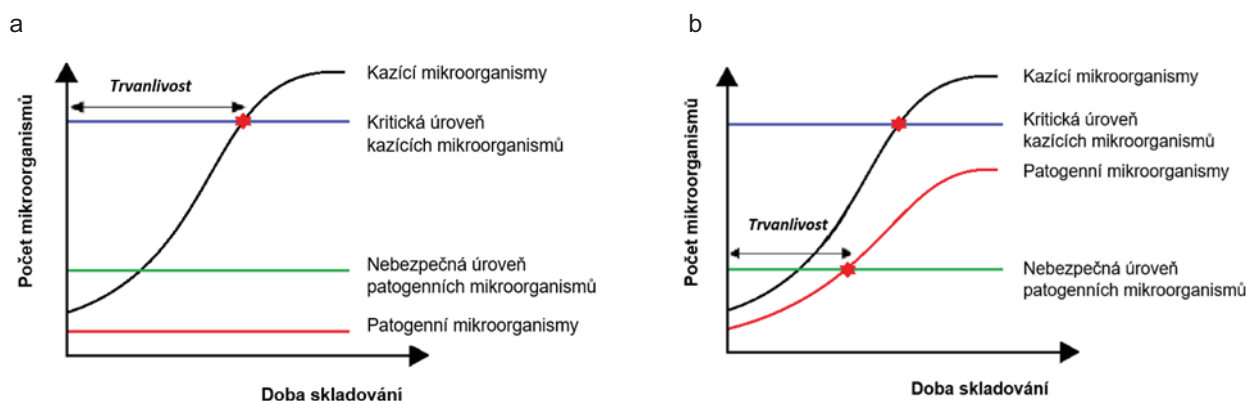 a
Počet mikroorganismů
Trvanlivost
Kazící mikroorganismy
Kritická úroveň
kazících mikroorganismů
Nebezpečná úroveň
patogenních mikroorganismů
Patogenní mikroorganismy
Doba skladování
b
Počet mikroorganismů
Kazící mikroorganismy
Kritická úroveň
kazících mikroorganismů
Patogenní mikroorganismy
Trvanlivost
Nebezpečná úroveň
patogenních mikroorganismů
Doba skladování